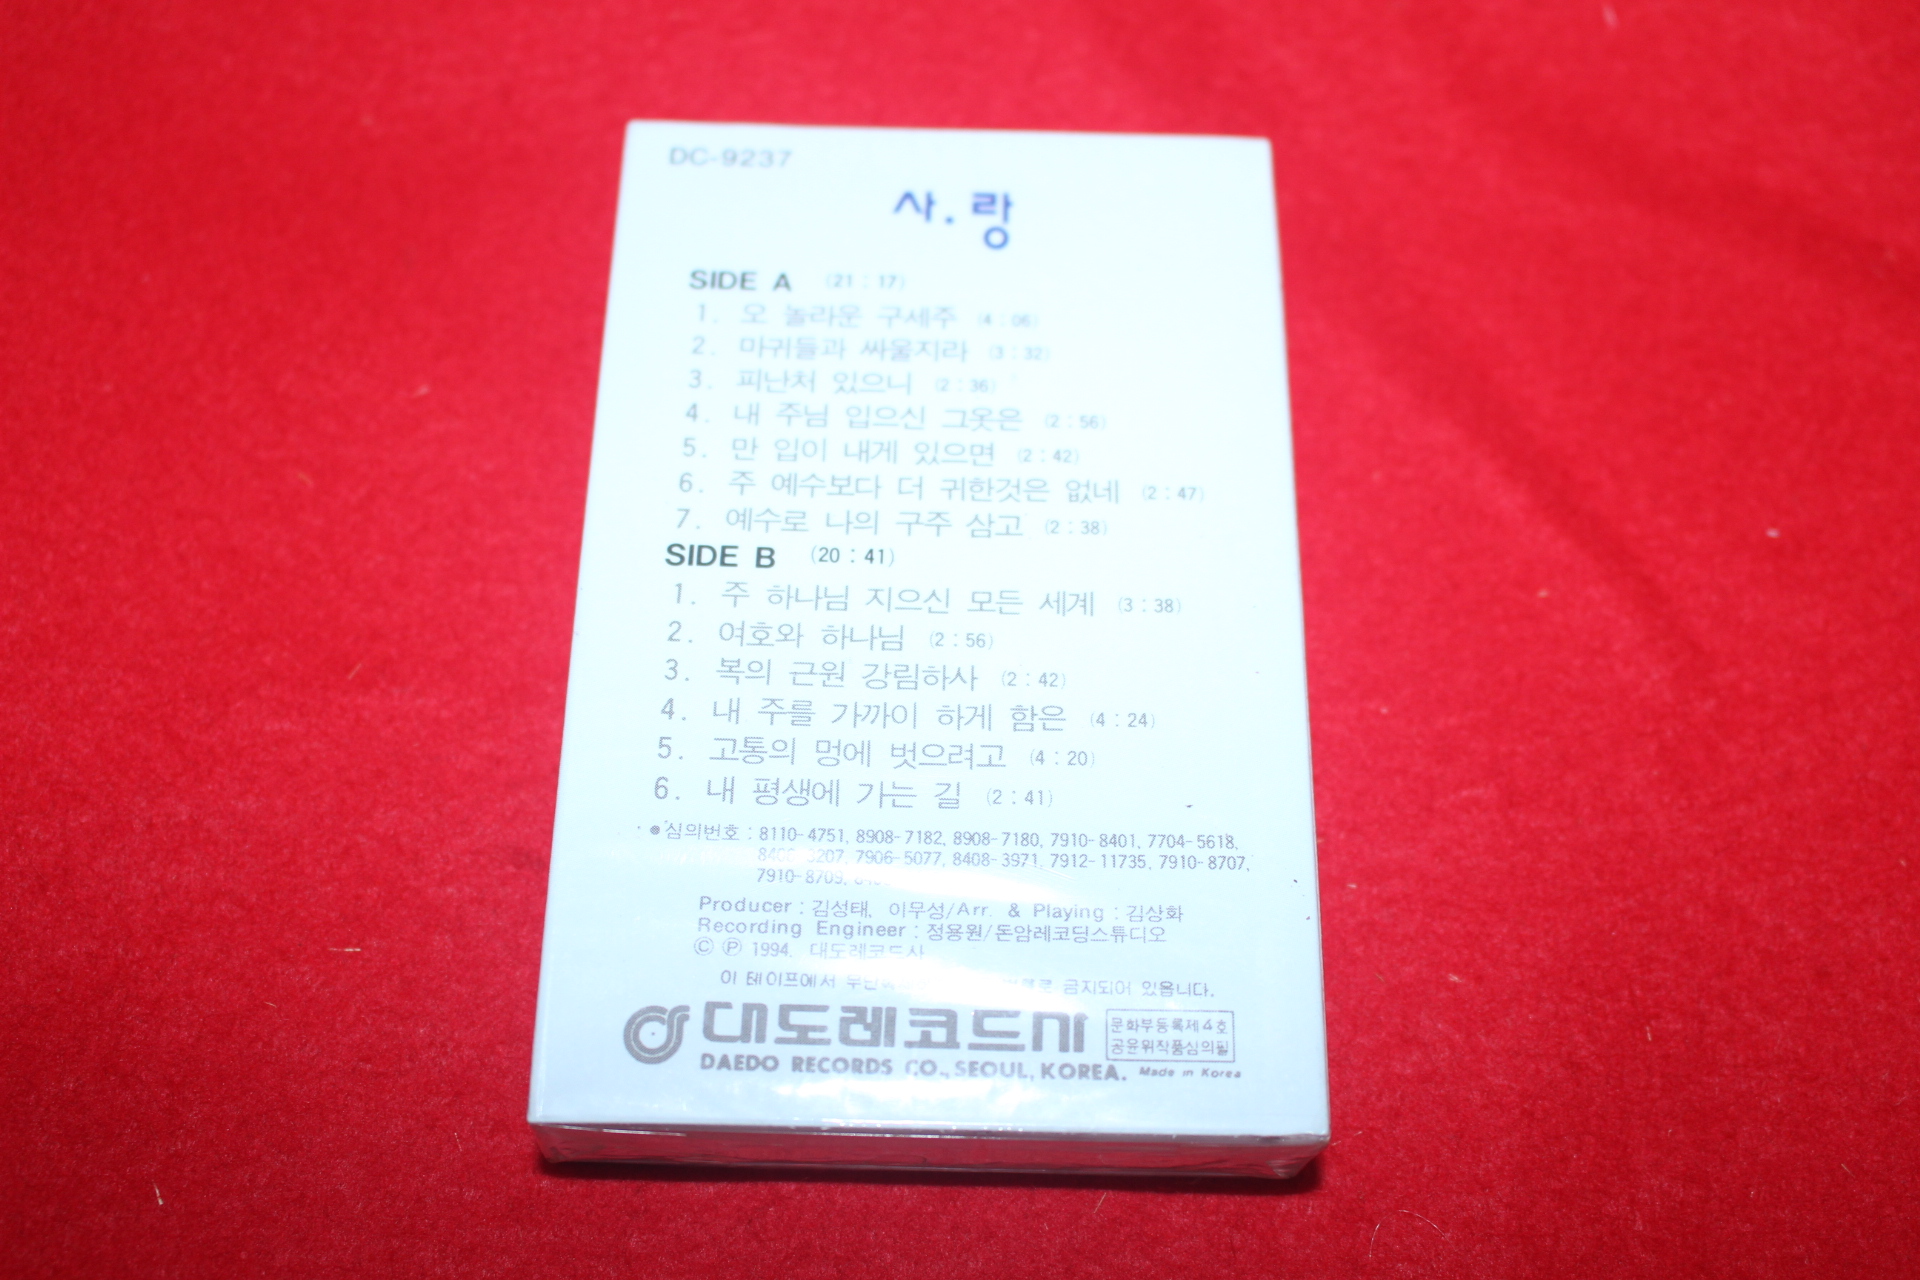 DC-9237
사.랑
SIDE A (21:17)
1. 오 놀라운 구세주 (4:06)
2. 마귀들과 싸울지라 (3:32)
3. 피난처 있으니 (2:36)
4. 내 주님 입으신 그옷은 (2:56)
5. 만 입이 내게 있으면 (2:42)
6. 주 예수보다 더 귀한것은 없네 (2:47)
7. 예수로 나의 구주 삼고 (2:38)
SIDE B (20:41)
1. 주 하나님 지으신 모든 세계 (3:38)
2. 여호와 하나님 (2:56)
3. 복의 근원 강림하사 (2:42)
4. 내 주를 가까이 하게 함은 (4:24)
5. 고통의 멍에 벗으려고 (4:20)
6. 내 평생에 가는 길 (2:41)
●심의번호 : 8110-4751, 8908-7182, 8908-7180, 7910-8401, 7704-5618,
7906-5077, 8408-3971, 7912-11735, 7910-8707,
7910-8709,
Producer : 김성태, 이무성/Arr. & Playing : 김상화
Recording Engineer : 정용원/돈암레코딩스튜디오
© ℗ 1994. 대도레코드사
이 테이프에서 금지되어 있읍니다.
대도레코드사
문화부등록제4호
공윤위작품심의필
DAEDO RECORDS CO., SEOUL, KOREA. Made in Korea